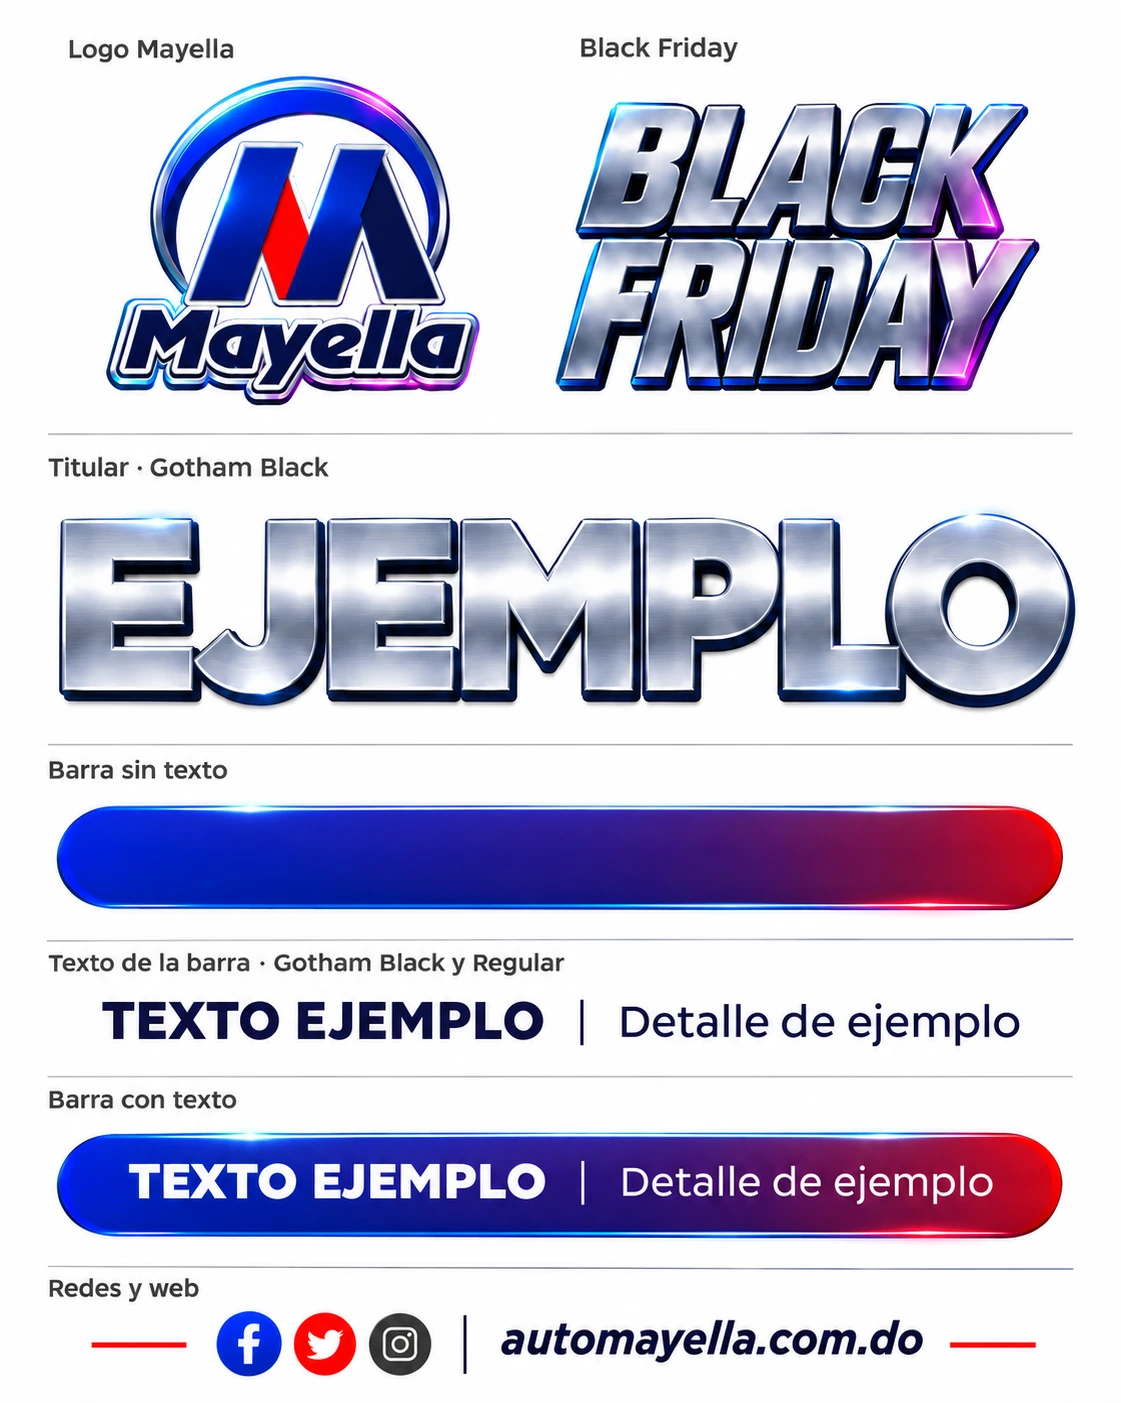 Logo Mayella
Mayella
Black Friday
BLACK
FRIDAY
Titular · Gotham Black
EJEMPLO
Barra sin texto
Texto de la barra · Gotham Black y Regular
TEXTO EJEMPLO | Detalle de ejemplo
Barra con texto
TEXTO EJEMPLO | Detalle de ejemplo
Redes y web
automayella.com.do